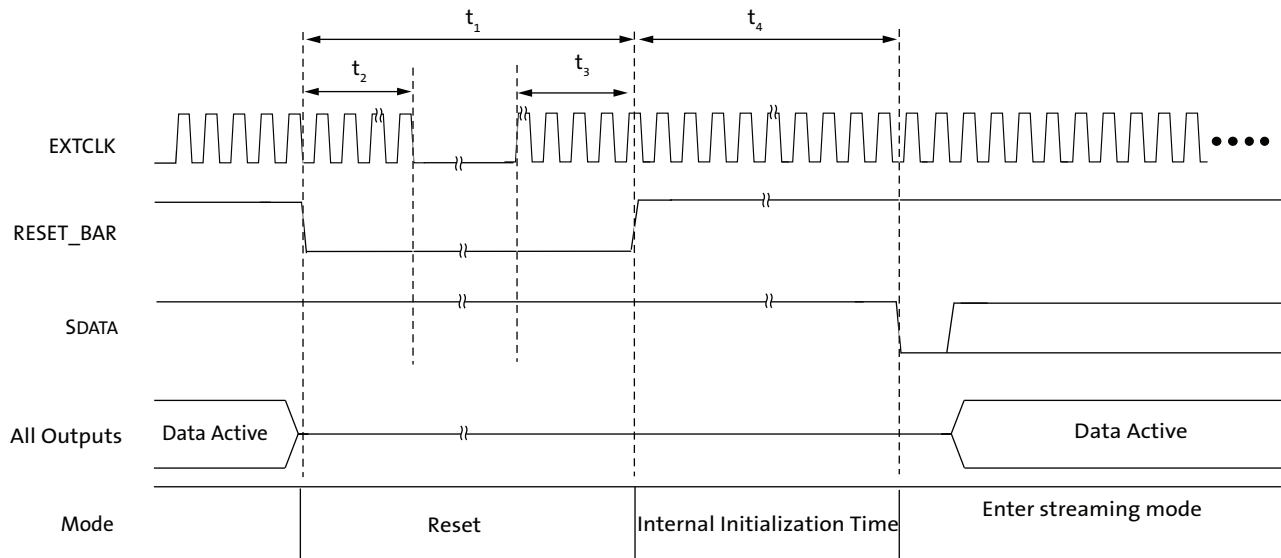 t₁
t₄
t₂
t₃
EXTCLK
RESET_BAR
SDATA
All Outputs
Data Active
Data Active
Mode
Reset
Internal Initialization Time
Enter streaming mode